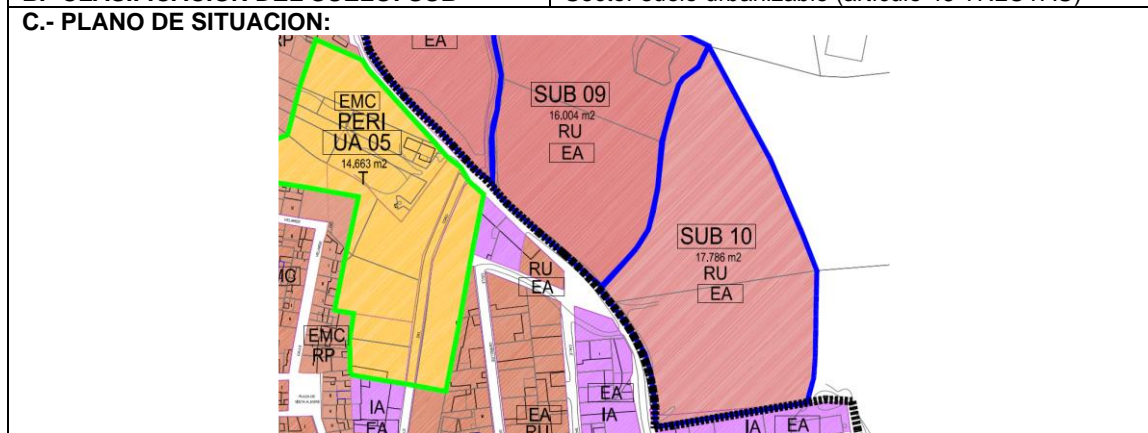 C.- PLANO DE SITUACION:
RP
EA
EMC
PERI
UA 05
14.663 m2
T
SUB 09
16.004 m2
RU
EA
SUB 10
17.786 m2
RU
EA
RU
EA
EMC
RP
IA
EA
EA
RU
EA
IA
IA
EA